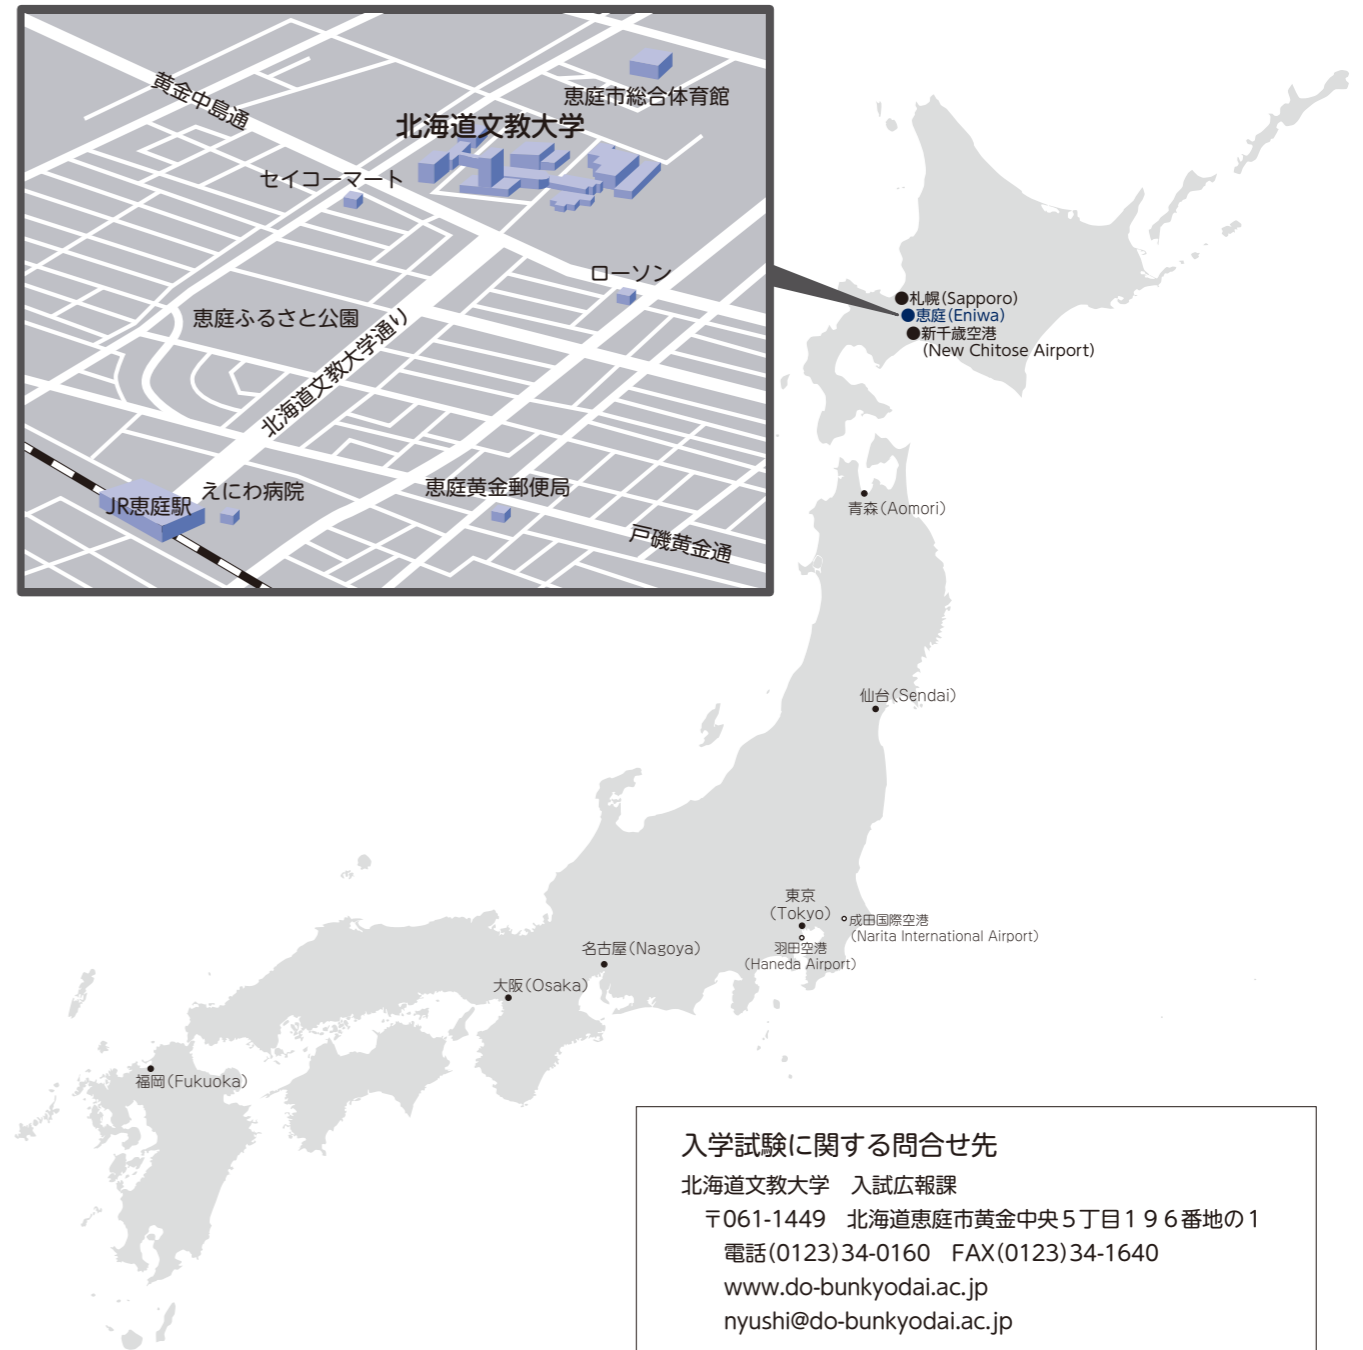 黄金中島通
恵庭市総合体育館
北海道文教大学
セイコーマート
ローソン
恵庭ふるさと公園
北海道文教大学通り
JR恵庭駅
えにわ病院
恵庭黄金郵便局
戸磯黄金通
札幌(Sapporo)
恵庭(Eniwa)
新千歳空港
(New Chitose Airport)
青森(Aomori)
仙台(Sendai)
東京
(Tokyo)
成田国際空港
(Narita International Airport)
羽田空港
(Haneda Airport)
名古屋(Nagoya)
大阪(Osaka)
福岡(Fukuoka)
入学試験に関する問合せ先
北海道文教大学　入試広報課
〒061-1449　北海道恵庭市黄金中央５丁目１９６番地の１
電話(0123)34-0160　FAX(0123)34-1640
www.do-bunkyodai.ac.jp
nyushi@do-bunkyodai.ac.jp